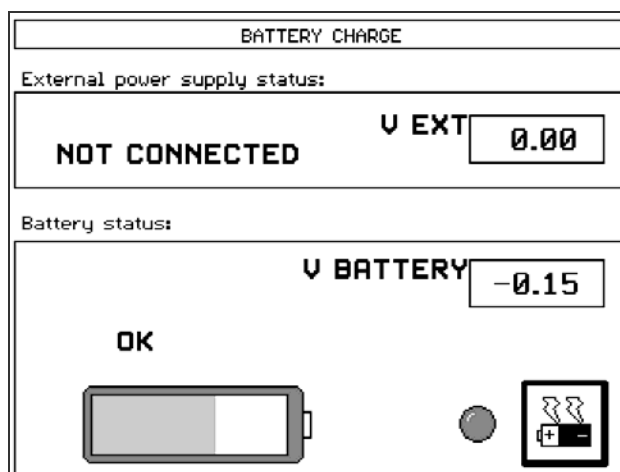 BATTERY CHARGE
External power supply status:
V EXT 0.00
NOT CONNECTED
Battery status:
V BATTERY -0.15
OK
+ -